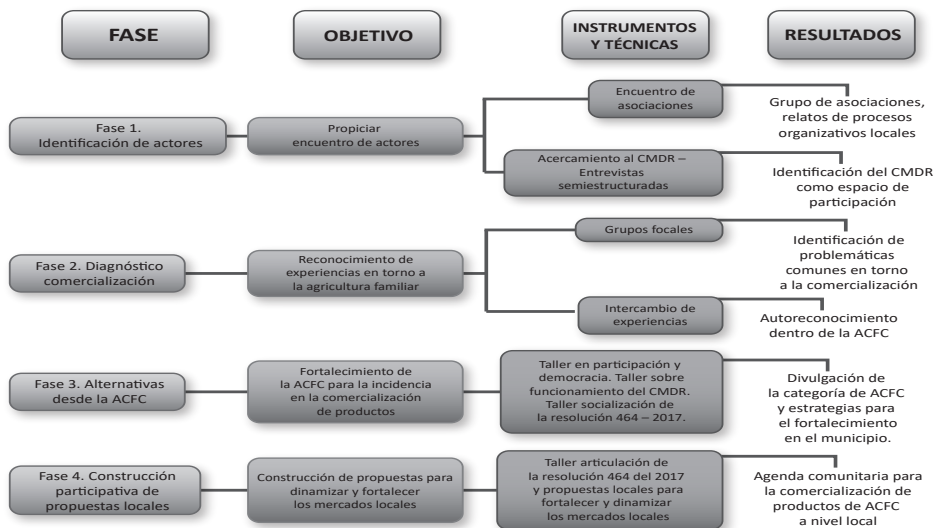 FASE
OBJETIVO
INSTRUMENTOS
Y TÉCNICAS
RESULTADOS
Fase 1.
Identificación de actores
Propiciar
encuentro de actores
Encuentro de
asociaciones
Grupo de asociaciones,
relatos de procesos
organizativos locales
Acercamiento al CMDR –
Entrevistas
semiestructuradas
Identificación del CMDR
como espacio de
participación
Fase 2. Diagnóstico
comercialización
Reconocimiento de
experiencias en torno a
la agricultura familiar
Grupos focales
Identificación de
problemáticas
comunes en torno
a la comercialización
Intercambio de
experiencias
Autoreconocimiento
dentro de la ACFC
Fase 3. Alternativas
desde la ACFC
Fortalecimiento de
la ACFC para la incidencia
en la comercialización
de productos
Taller en participación y
democracia. Taller sobre
funcionamiento del CMDR.
Taller socialización de
la resolución 464 – 2017.
Divulgación de
la categoría de ACFC
y estrategias para
el fortalecimiento
en el municipio.
Fase 4. Construcción
participativa de
propuestas locales
Construcción de propuestas para
dinamizar y fortalecer
los mercados locales
Taller articulación de
la resolución 464 del 2017
y propuestas locales para
fortalecer y dinamizar
los mercados locales
Agenda comunitaria para
la comercialización de
productos de ACFC
a nivel local